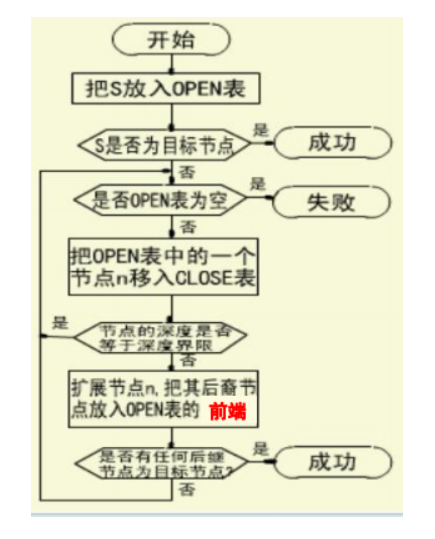 开始
把S放入OPEN表
S是否为目标节点
是
成功
否
是否OPEN表为空
是
失败
否
把OPEN表中的一个
节点n移入CLOSE表
是
节点的深度是否
等于深度界限
否
扩展节点n,把其后裔节
点放入OPEN表的 前端
是否有任何后继
节点为目标节点?
是
成功
否